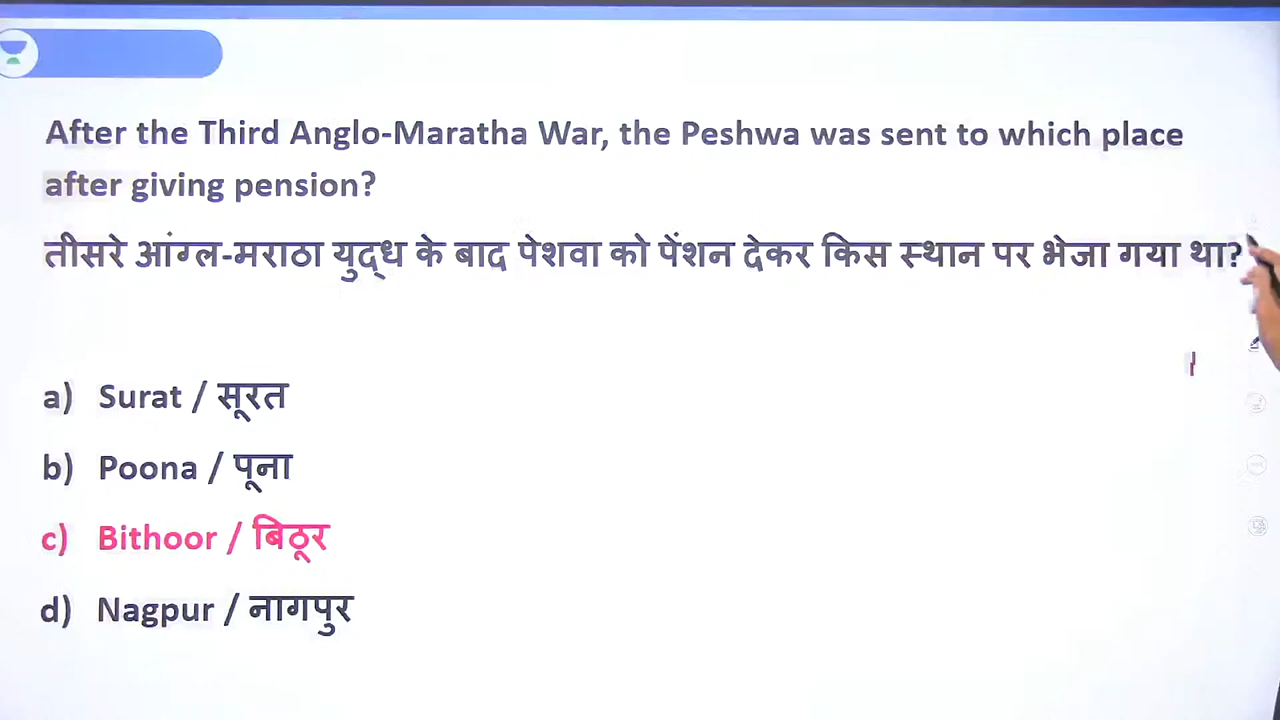 After the Third Anglo-Maratha War, the Peshwa was sent to which place
after giving pension?
तीसरे आंग्ल-मराठा युद्ध के बाद पेशवा को पेंशन देकर किस स्थान पर भेजा गया था?
a) Surat / सूरत
b) Poona / पूना
c) Bithoor / बिठूर
d) Nagpur / नागपुर